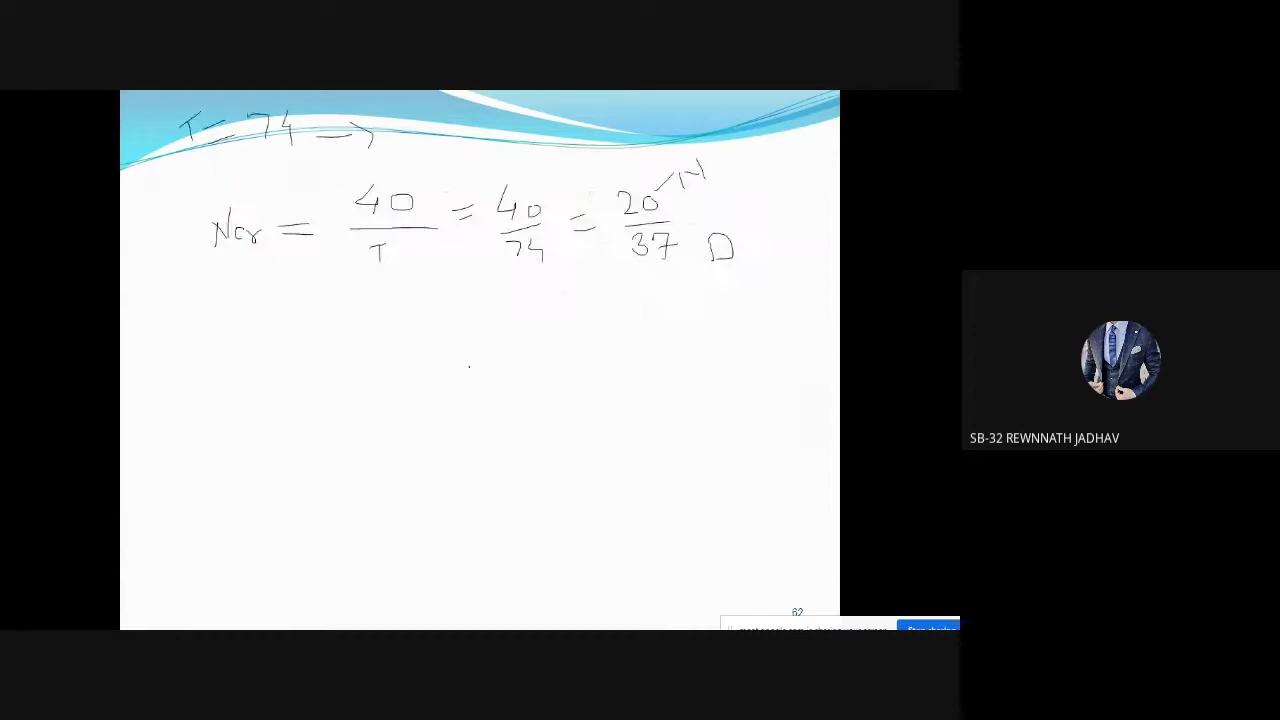 T = 74 →
Ncr = 40/T = 40/74 = 20/37 N D
SB-32 REWNNATH JADHAV
62